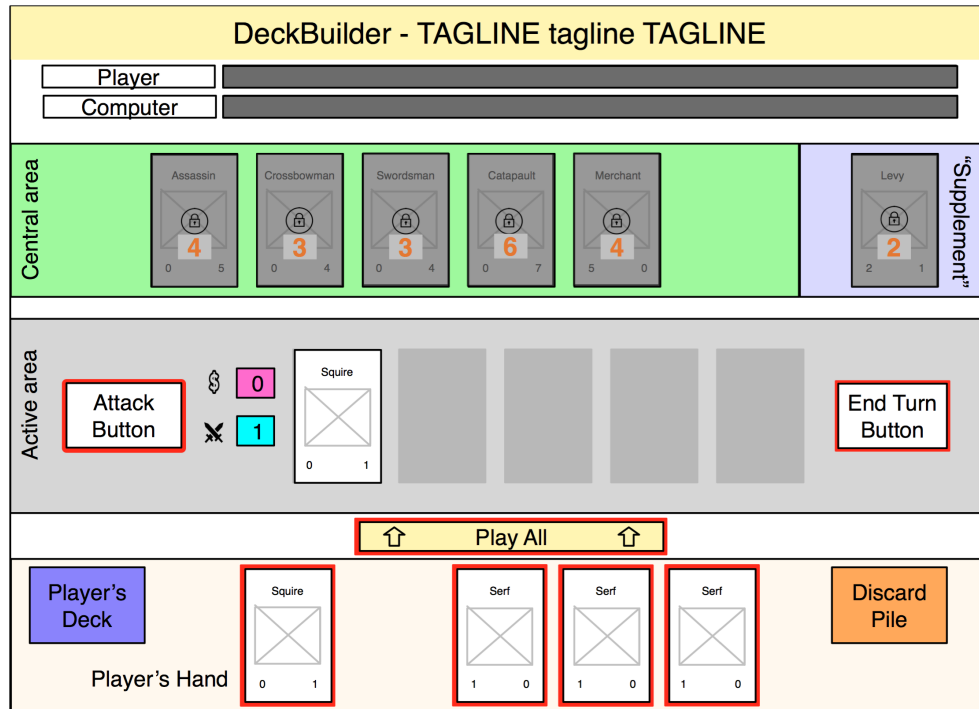 DeckBuilder - TAGLINE tagline TAGLINE
Player
Computer
Central area
Assassin
4
0 5
Crossbowman
3
0 4
Swordsman
3
0 4
Catapault
6
0 7
Merchant
4
5 0
Levy
2
2 1
“Supplement”
Active area
Attack
Button
$ 0
1
Squire
0 1
End Turn
Button
Play All
Player’s
Deck
Player’s Hand
Squire
0 1
Serf
1 0
Serf
1 0
Serf
1 0
Discard
Pile